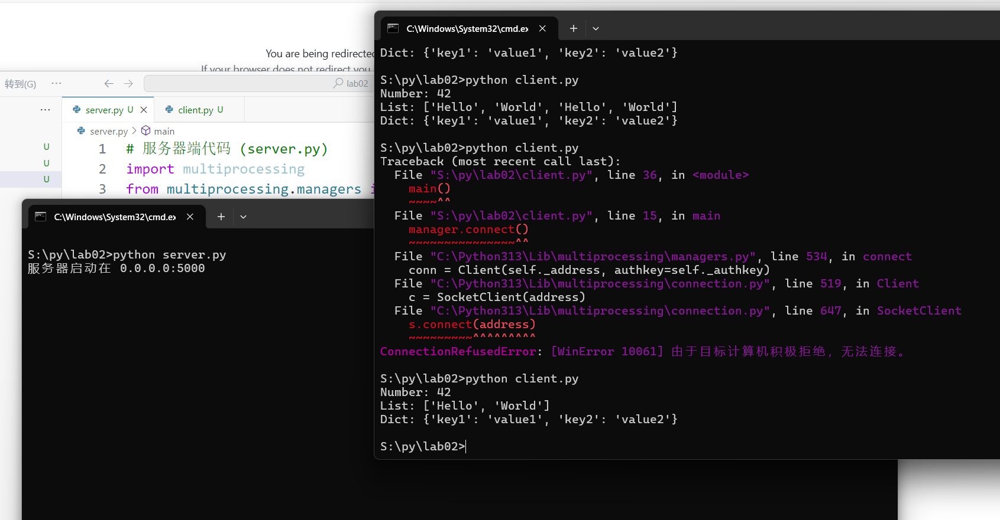 You are being redirected
If your browser does not redirect you
转到(G) ···
lab02
···
server.py U
client.py U
server.py > main
U
U
U
1 # 服务器端代码 (server.py)
2 import multiprocessing
3 from multiprocessing.managers i
C:\Windows\System32\cmd.ex
S:\py\lab02>python server.py
服务器启动在 0.0.0.0:5000
C:\Windows\System32\cmd.ex
Dict: {'key1': 'value1', 'key2': 'value2'}
S:\py\lab02>python client.py
Number: 42
List: ['Hello', 'World', 'Hello', 'World']
Dict: {'key1': 'value1', 'key2': 'value2'}
S:\py\lab02>python client.py
Traceback (most recent call last):
File "S:\py\lab02\client.py", line 36, in <module>
main()
~~~~^^
File "S:\py\lab02\client.py", line 15, in main
manager.connect()
~~~~~~~~~~~~~~~^^
File "C:\Python313\Lib\multiprocessing\managers.py", line 534, in connect
conn = Client(self._address, authkey=self._authkey)
File "C:\Python313\Lib\multiprocessing\connection.py", line 519, in Client
c = SocketClient(address)
File "C:\Python313\Lib\multiprocessing\connection.py", line 647, in SocketClient
s.connect(address)
~~~~~~~~~^^^^^^^^^
ConnectionRefusedError: [WinError 10061] 由于目标计算机积极拒绝，无法连接。
S:\py\lab02>python client.py
Number: 42
List: ['Hello', 'World']
Dict: {'key1': 'value1', 'key2': 'value2'}
S:\py\lab02>